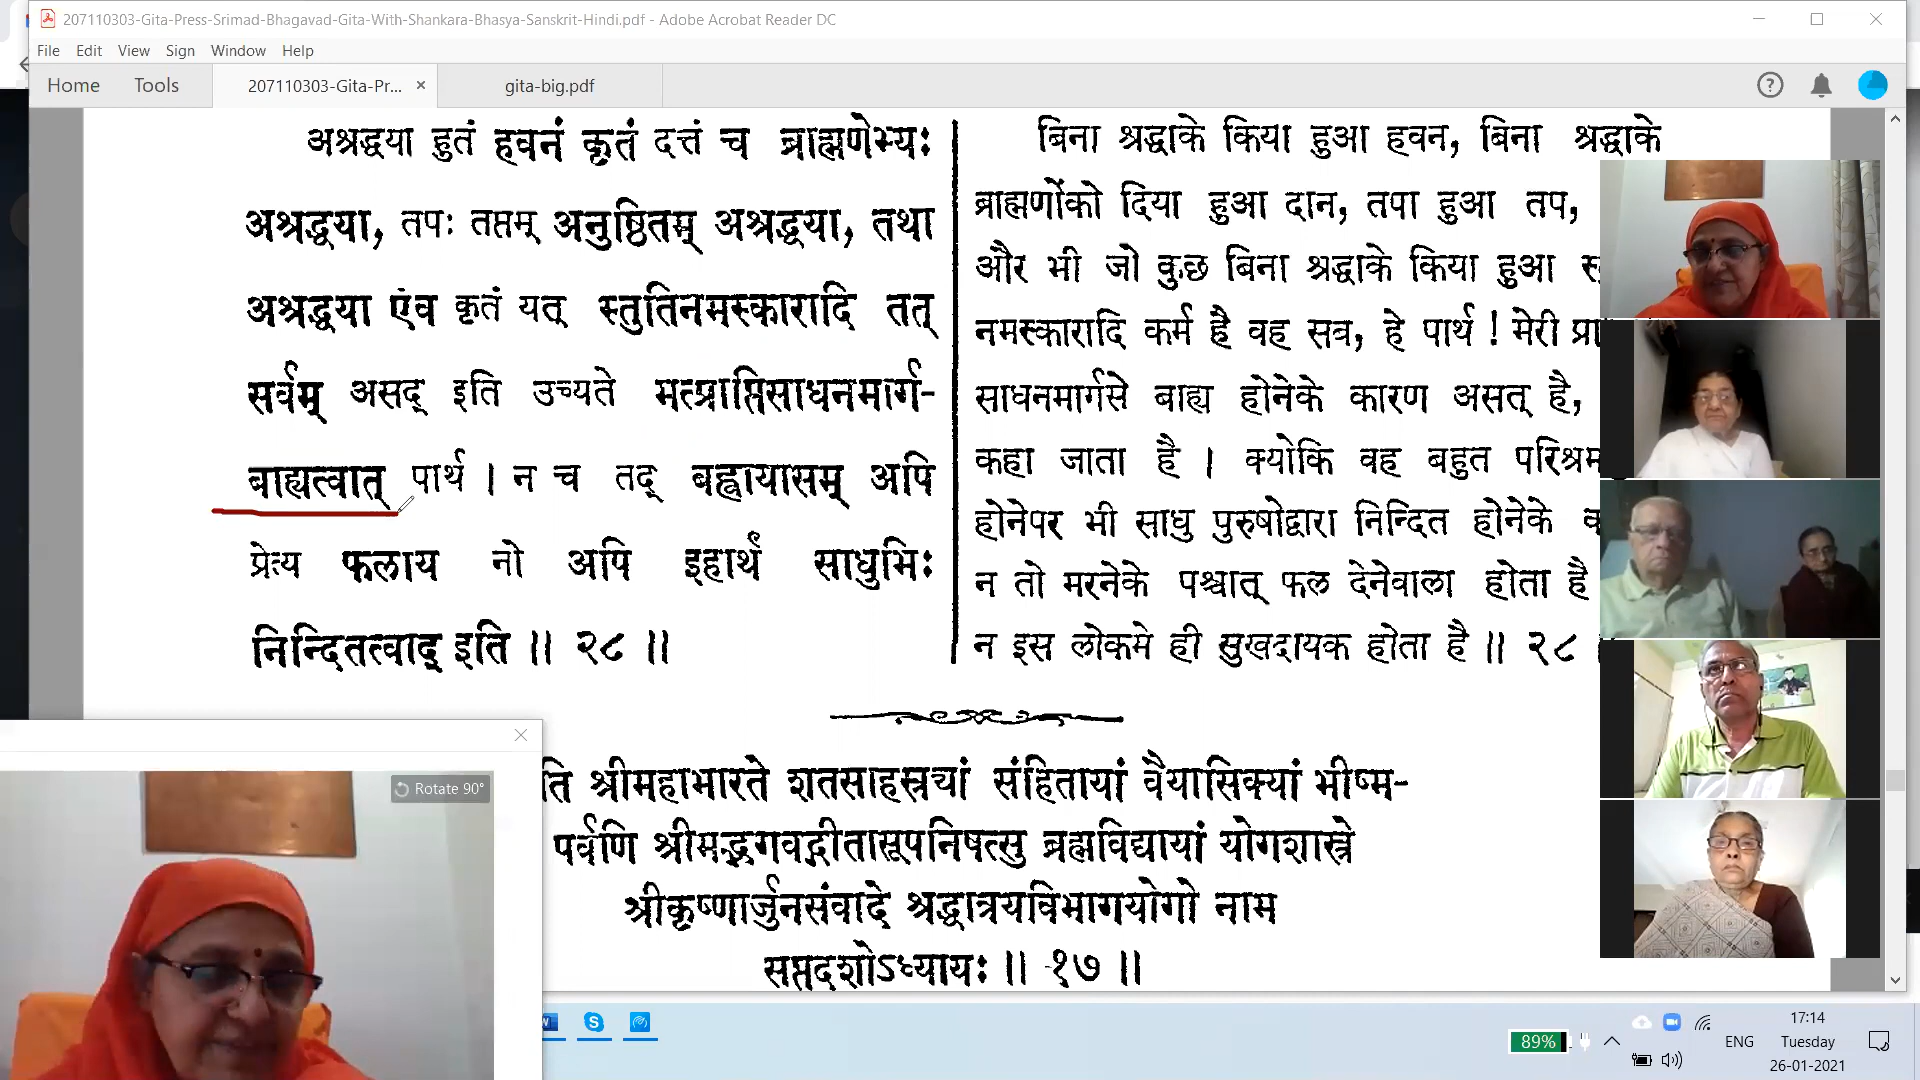 207110303-Gita-Press-Srimad-Bhagavad-Gita-With-Shankara-Bhasya-Sanskrit-Hindi.pdf - Adobe Acrobat Reader DC
File Edit View Sign Window Help
Home Tools 207110303-Gita-Pr... × gita-big.pdf
अश्रद्धया हुतं हवनं कृतं दत्तं च ब्राह्मणेभ्यः
अश्रद्धया, तपः तप्तम् अनुष्ठितम् अश्रद्धया, तथा
अश्रद्धया एव कृतं यत् स्तुतिनमस्कारादि तत्
सर्वम् असद् इति उच्यते मत्प्राप्तिसाधनमार्ग-
बाह्यत्वात् पार्थ । न च तद् बह्वायासम् अपि
प्रेत्य फलाय नो अपि इहार्थं साधुभिः
निन्दितत्वाद् इति ॥ २८ ॥
बिना श्रद्धाके किया हुआ हवन, बिना श्रद्धाके
ब्राह्मणोंको दिया हुआ दान, तपा हुआ तप,
और भी जो कुछ बिना श्रद्धाके किया हुआ
नमस्कारादि कर्म है वह सब, हे पार्थ ! मेरी प्रा
साधनमार्गसे बाह्य होनेके कारण असत् है,
कहा जाता है । क्योकि वह बहुत परिश्रम
होनेपर भी साधु पुरुषोद्वारा निन्दित होनेके
न तो मरनेके पश्चात् फल देनेवाला होता है
न इस लोकमे ही सुखदायक होता है ॥ २८
ति श्रीमहाभारते शतसाहस्त्र्यां संहितायां वैयासिक्यां भीष्म-
पर्वणि श्रीमद्भगवद्गीतासूपनिषत्सु ब्रह्मविद्यायां योगशास्त्रे
श्रीकृष्णार्जुनसंवादे श्रद्धात्रयविभागयोगो नाम
सप्तदशोऽध्यायः ॥ १७ ॥
Rotate 90°
89%
ENG
17:14
Tuesday
26-01-2021